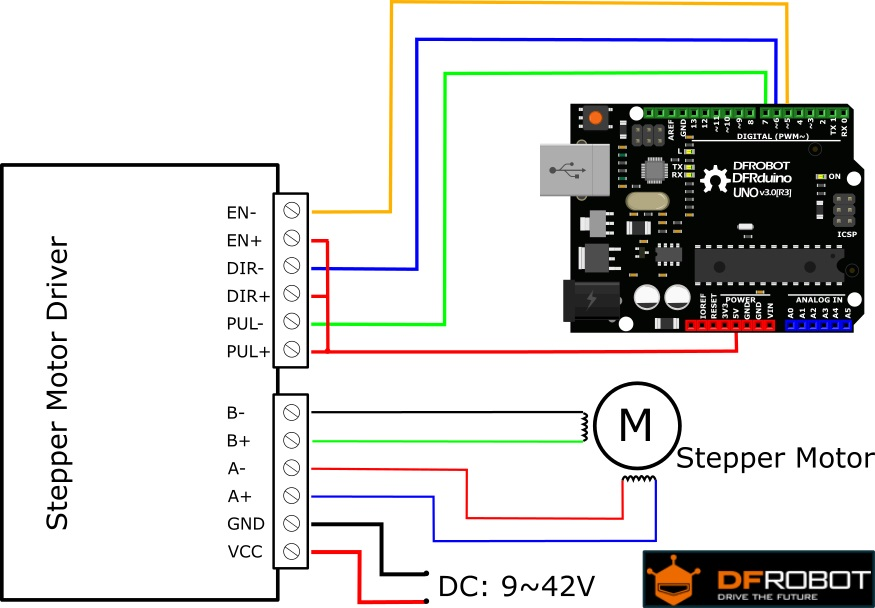 Stepper Motor Driver
EN-
EN+
DIR-
DIR+
PUL-
PUL+
B-
B+
A-
A+
GND
VCC
DC: 9~42V
M
Stepper Motor
AREF
GND
13
12
~11
~10
~9
8
7
~6
~5
4
~3
2
TX 1
RX 0
DIGITAL (PWM~)
L
TX
RX
DFROBOT
DFRduino
UNO v3.0[R3]
ON
ICSP
POWER
ANALOG IN
IOREF
RESET
3V3
5V
GND
GND
VIN
A0
A1
A2
A3
A4
A5
DFROBOT
DRIVE THE FUTURE